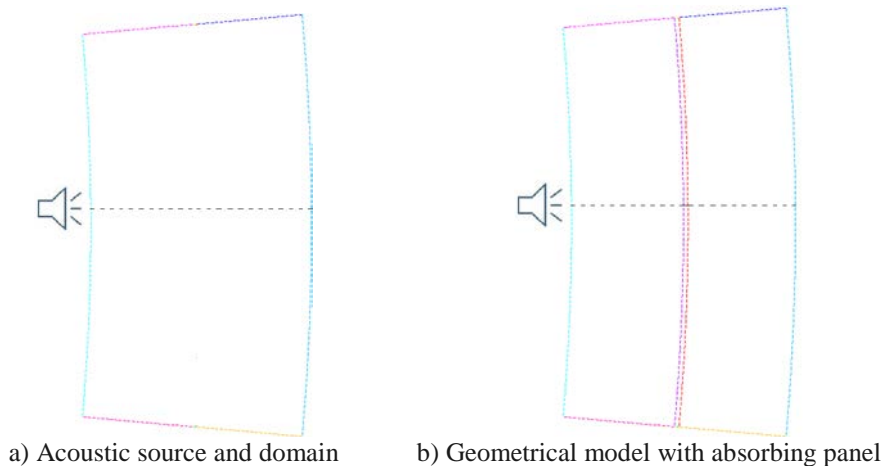 a) Acoustic source and domain
b) Geometrical model with absorbing panel